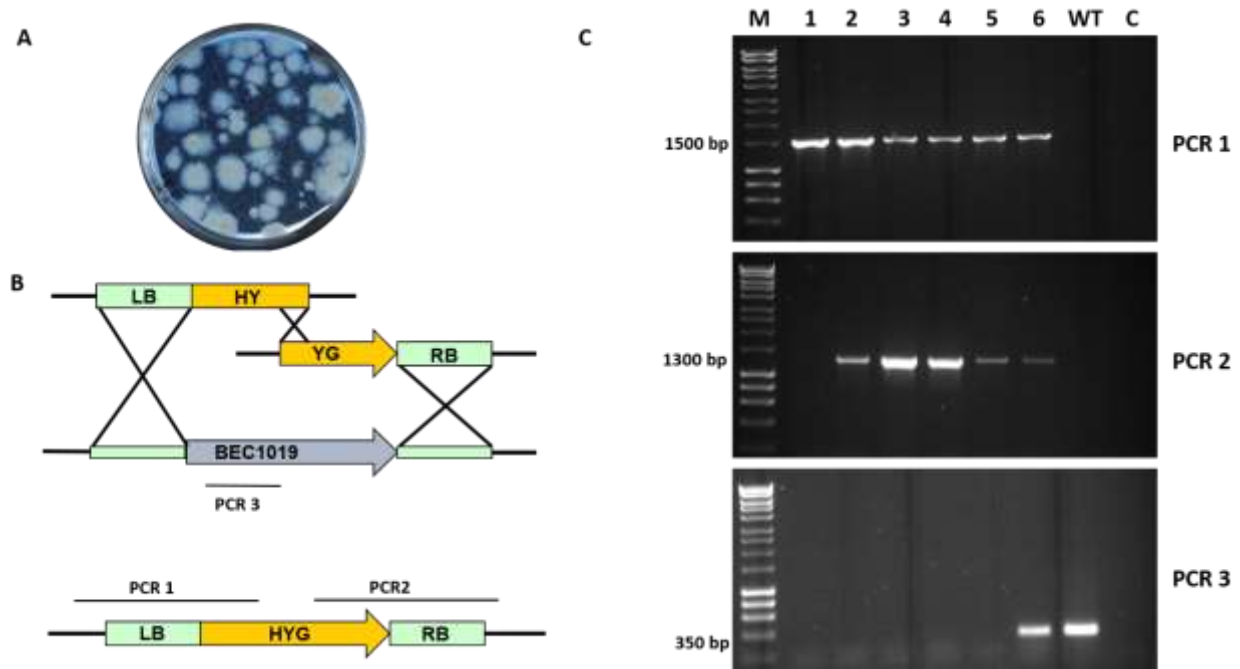 A
B
LB HY
YG RB
BEC1019
PCR 3
PCR 1 PCR2
LB HYG RB
C
M 1 2 3 4 5 6 WT C
1500 bp PCR 1
1300 bp PCR 2
350 bp PCR 3